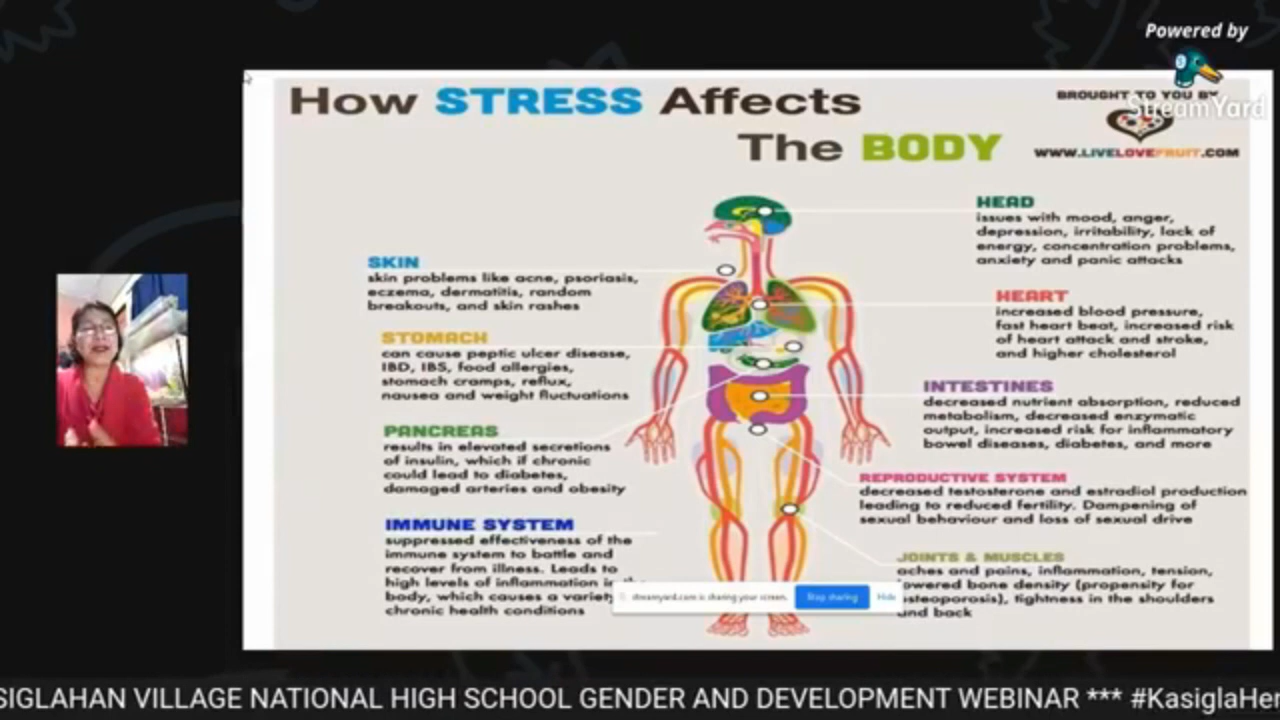 Powered by
StreamYard
How STRESS Affects
The BODY
BROUGHT TO YOU BY
WWW.LIVELOVEFRUIT.COM
SKIN
skin problems like acne, psoriasis,
eczema, dermatitis, random
breakouts, and skin rashes
STOMACH
can cause peptic ulcer disease,
IBD, IBS, food allergies,
stomach cramps, reflux,
nausea and weight fluctuations
PANCREAS
results in elevated secretions
of insulin, which if chronic
could lead to diabetes,
damaged arteries and obesity
IMMUNE SYSTEM
suppressed effectiveness of the
immune system to battle and
recover from illness. Leads to
high levels of inflammation in the
body, which causes a variety
chronic health conditions
HEAD
issues with mood, anger,
depression, irritability, lack of
energy, concentration problems,
anxiety and panic attacks
HEART
increased blood pressure,
fast heart beat, increased risk
of heart attack and stroke,
and higher cholesterol
INTESTINES
decreased nutrient absorption, reduced
metabolism, decreased enzymatic
output, increased risk for inflammatory
bowel diseases, diabetes, and more
REPRODUCTIVE SYSTEM
decreased testosterone and estradiol production
leading to reduced fertility. Dampening of
sexual behaviour and loss of sexual drive
JOINTS & MUSCLES
aches and pains, inflammation, tension,
lowered bone density (propensity for
osteoporosis), tightness in the shoulders
and back
streamyard.com is sharing your screen.
Stop sharing
Hide
SIGLAHAN VILLAGE NATIONAL HIGH SCHOOL GENDER AND DEVELOPMENT WEBINAR *** #KasiglaHer